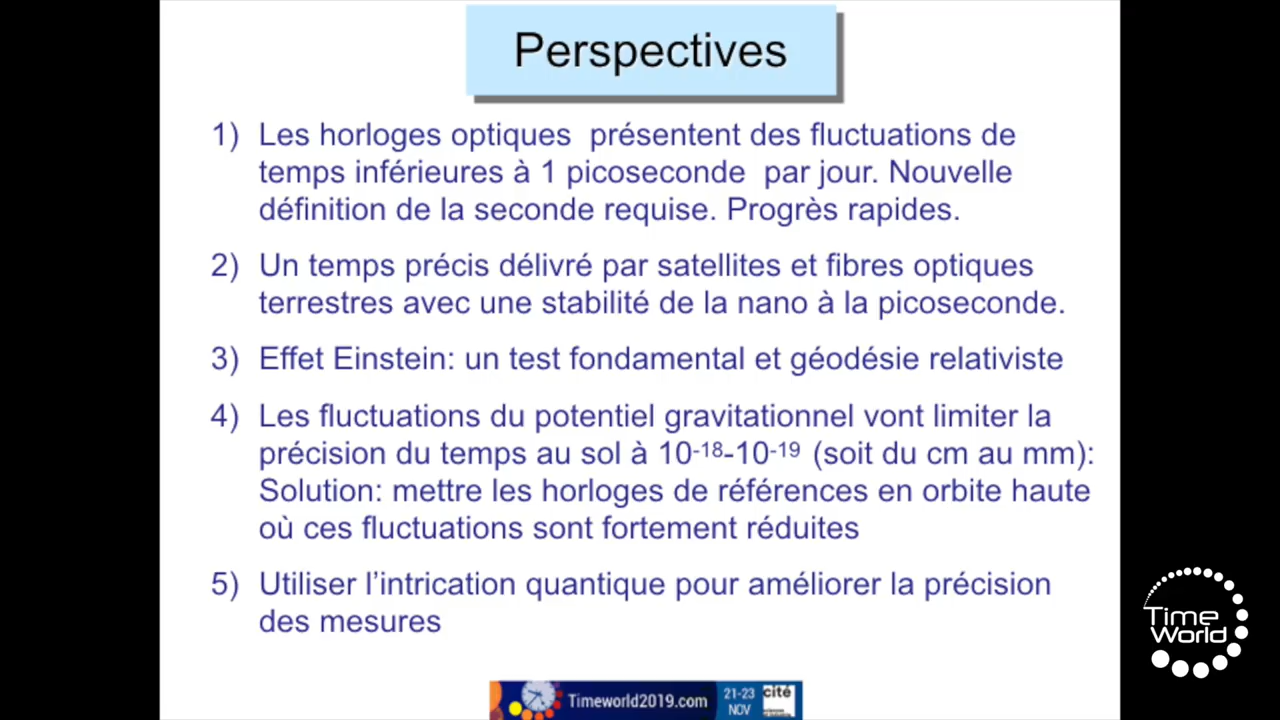 Perspectives
1) Les horloges optiques présentent des fluctuations de
temps inférieures à 1 picoseconde par jour. Nouvelle
définition de la seconde requise. Progrès rapides.
2) Un temps précis délivré par satellites et fibres optiques
terrestres avec une stabilité de la nano à la picoseconde.
3) Effet Einstein: un test fondamental et géodésie relativiste
4) Les fluctuations du potentiel gravitationnel vont limiter la
précision du temps au sol à 10⁻¹⁸-10⁻¹⁹ (soit du cm au mm):
Solution: mettre les horloges de références en orbite haute
où ces fluctuations sont fortement réduites
5) Utiliser l’intrication quantique pour améliorer la précision
des mesures
Time
World
Timeworld2019.com
21-23
NOV
cité